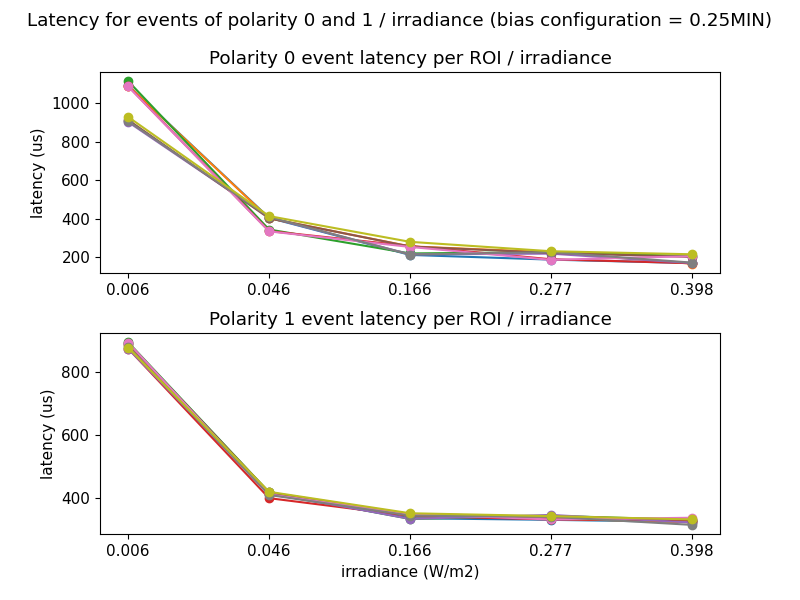 Latency for events of polarity 0 and 1 / irradiance (bias configuration = 0.25MIN)
Polarity 0 event latency per ROI / irradiance
1000
800
600
400
200
latency (us)
0.006 0.046 0.166 0.277 0.398
Polarity 1 event latency per ROI / irradiance
800
600
400
latency (us)
0.006 0.046 0.166 0.277 0.398
irradiance (W/m2)